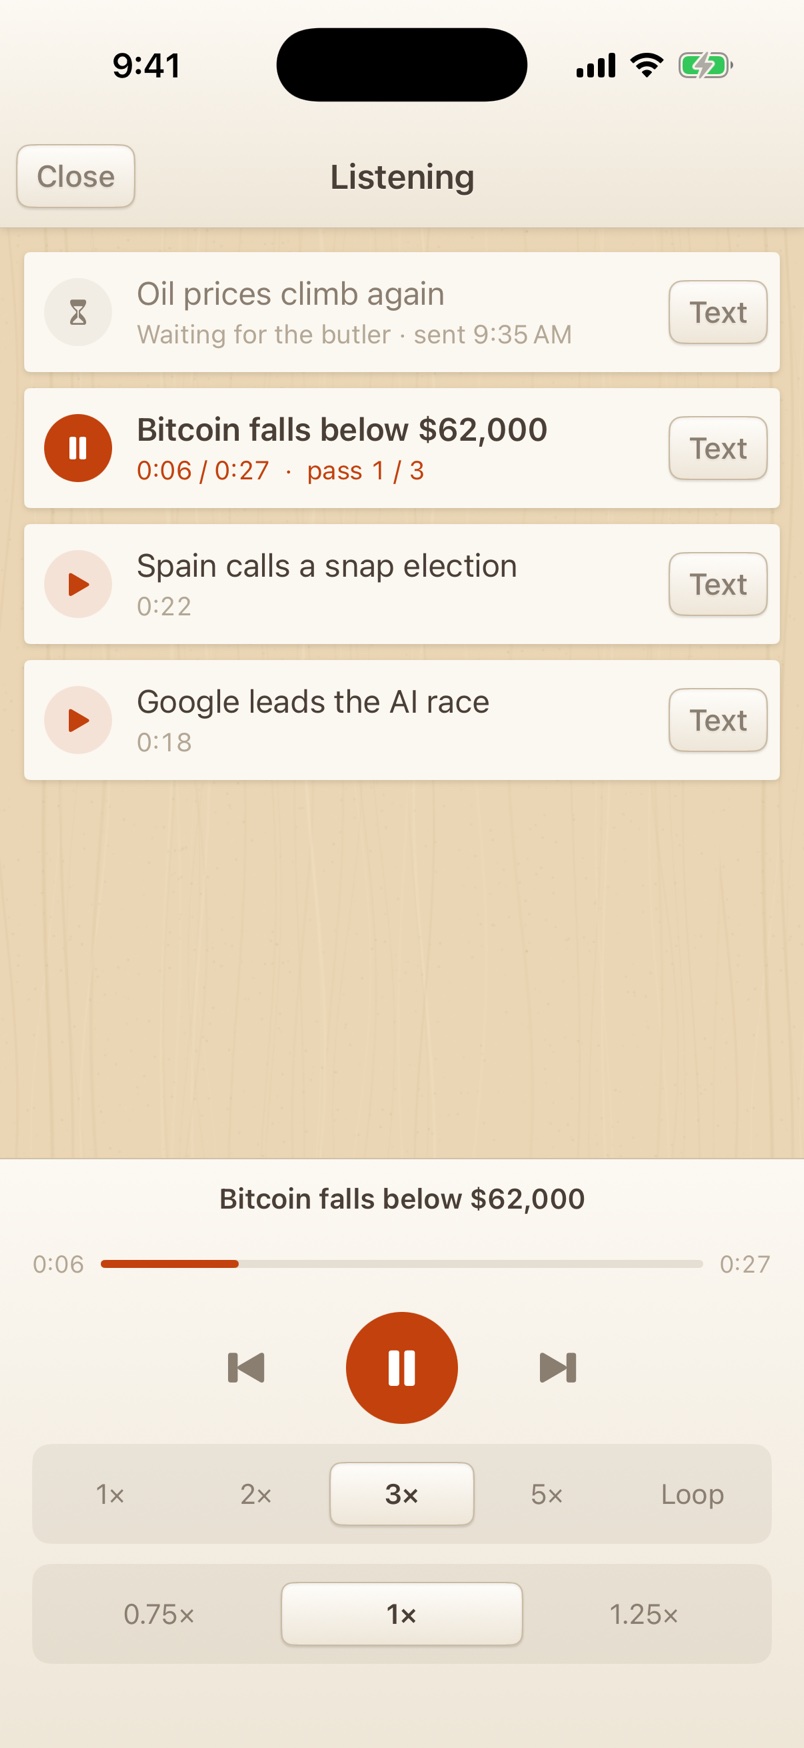 9:41
Close
Listening
Oil prices climb again
Waiting for the butler · sent 9:35 AM
Text
Bitcoin falls below $62,000
0:06 / 0:27 · pass 1 / 3
Text
Spain calls a snap election
0:22
Text
Google leads the AI race
0:18
Text
Bitcoin falls below $62,000
0:06
0:27
1× 2× 3× 5× Loop
0.75× 1× 1.25×